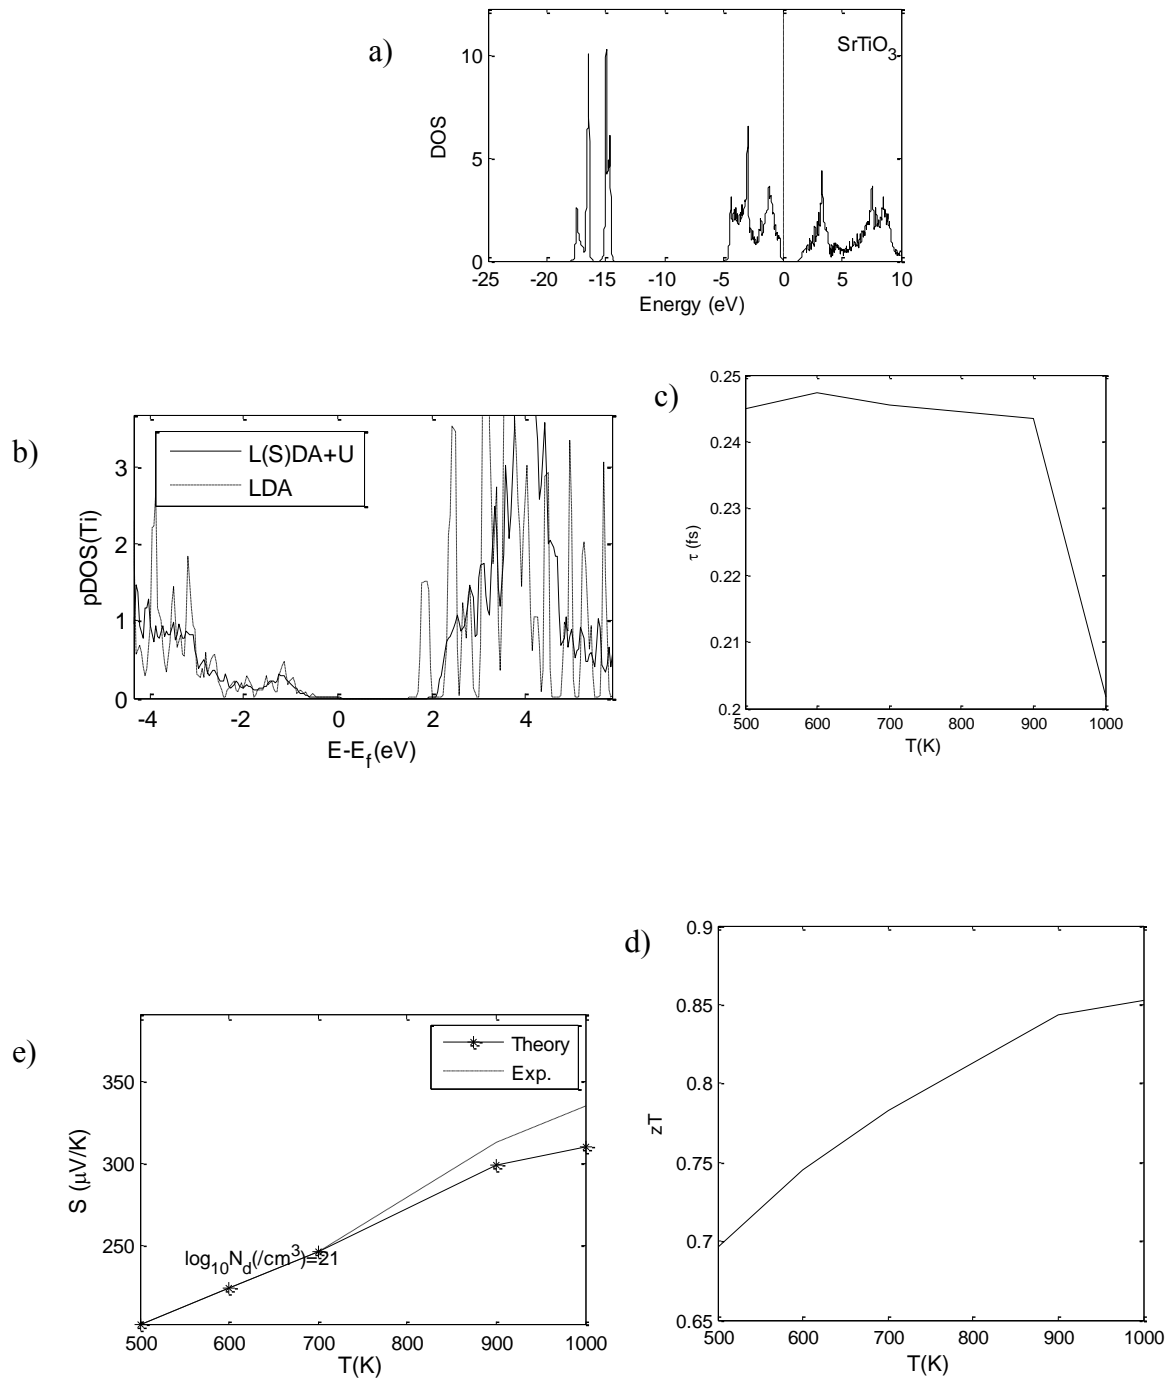 a)
SrTiO3
10
5
0
DOS
-25 -20 -15 -10 -5 0 5 10
Energy (eV)
b)
L(S)DA+U
LDA
3
2
1
0
pDOS(Ti)
-4 -2 0 2 4
E-Ef(eV)
c)
0.25
0.24
0.23
0.22
0.21
0.2
τ (fs)
500 600 700 800 900 1000
T(K)
d)
0.9
0.85
0.8
0.75
0.7
0.65
zT
500 600 700 800 900 1000
T(K)
e)
Theory
Exp.
350
300
250
S (μV/K)
log10Nd(/cm3)=21
500 600 700 800 900 1000
T(K)